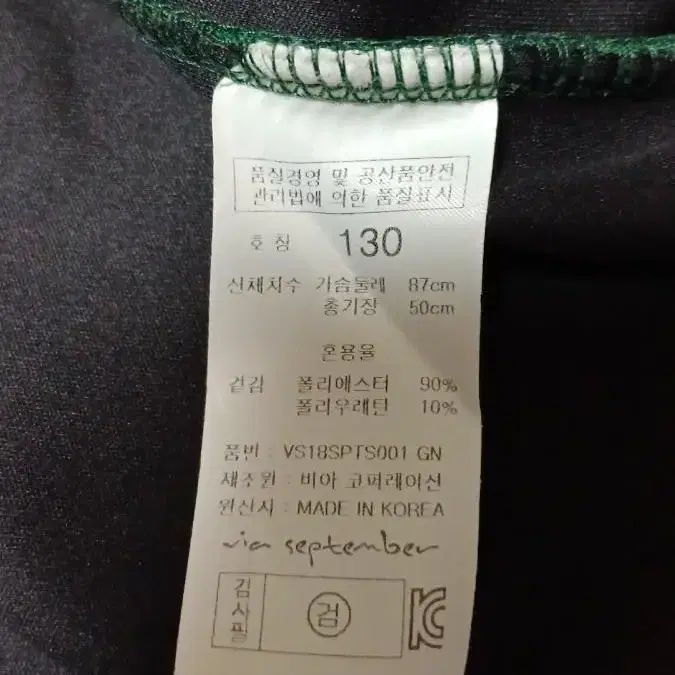 품질경영 및 공산품안전
관리법에 의한 품질표시
호 칭 130
신체치수 가슴둘레 87cm
총기장 50cm
혼용율
겉감 폴리에스터 90%
폴리우레틴 10%
품번 : VS18SPTS001 GN
제조원 : 비아 코퍼레이션
원산지 : MADE IN KOREA
via september
검사필
검
KC